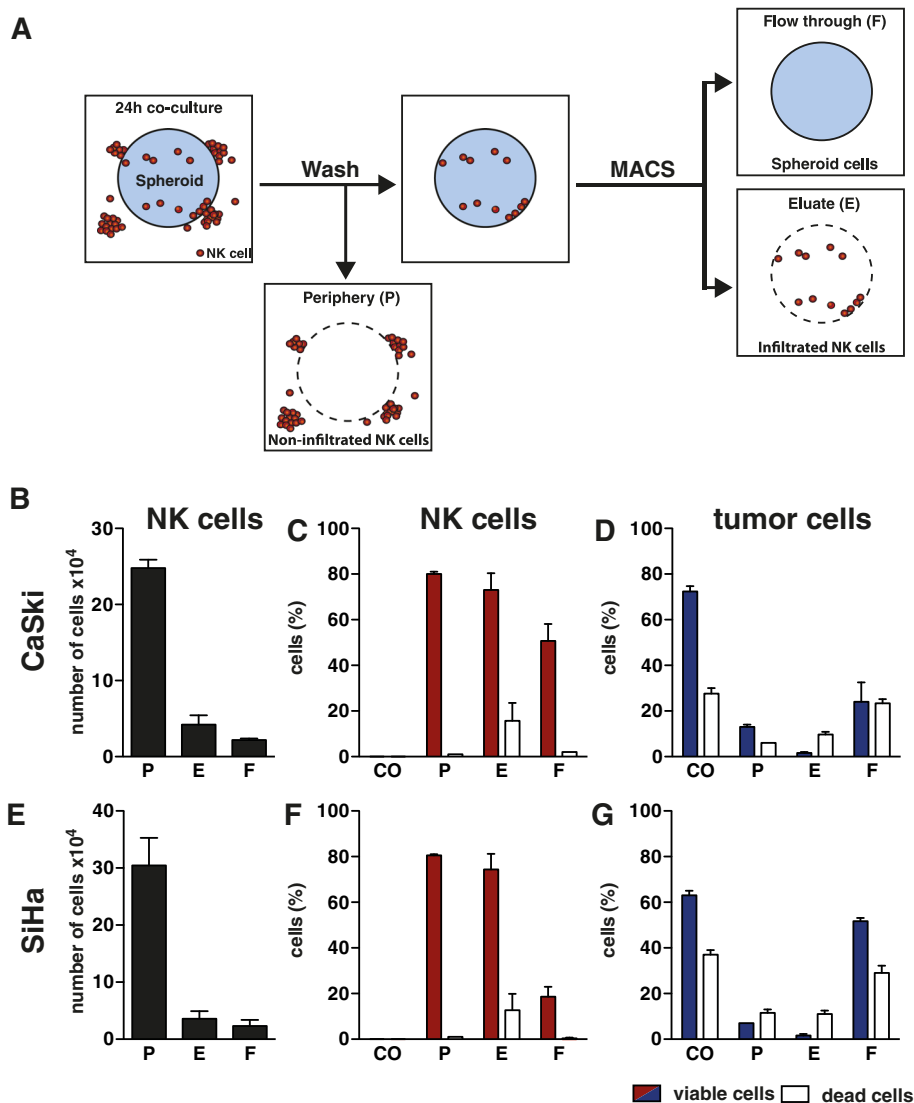 A
24h co-culture
Spheroid
NK cell
Wash
MACS
Flow through (F)
Spheroid cells
Eluate (E)
Infiltrated NK cells
Periphery (P)
Non-infiltrated NK cells
B
NK cells
CaSki
number of cells x10⁴
30
20
10
0
P E F
C
NK cells
cells (%)
100
80
60
40
20
0
CO P E F
D
tumor cells
cells (%)
100
80
60
40
20
0
CO P E F
E
SiHa
number of cells x10⁴
40
30
20
10
0
P E F
F
cells (%)
100
80
60
40
20
0
CO P E F
G
cells (%)
100
80
60
40
20
0
CO P E F
viable cells dead cells